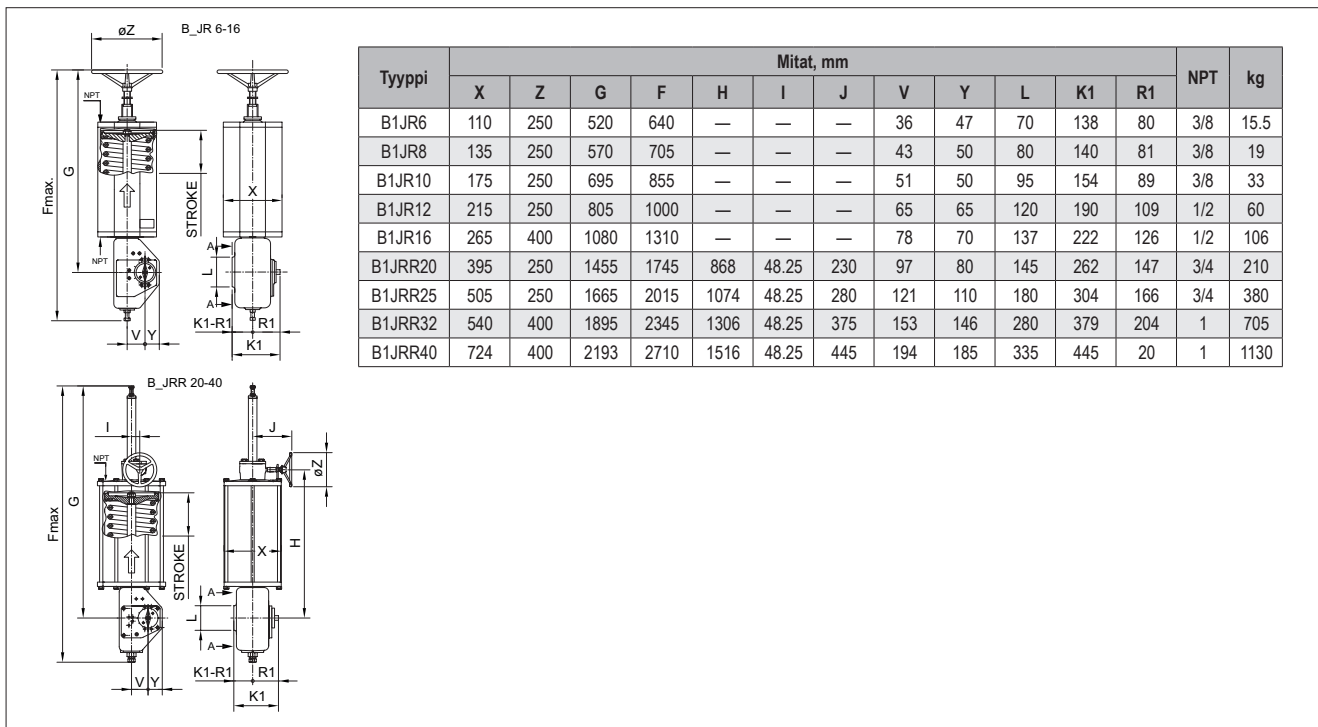 B_JR 6-16
øZ
NPT
G
Fmax.
STROKE
X
A
L
A
NPT
K1-R1
R1
V
Y
K1
B_JRR 20-40
I
J
NPT
øZ
G
Fmax
STROKE
X
H
A
L
A
K1-R1
R1
V
Y
K1
Tyyppi Mitat, mm NPT kg
X Z G F H I J V Y L K1 R1
B1JR6 110 250 520 640 — — — 36 47 70 138 80 3/8 15.5
B1JR8 135 250 570 705 — — — 43 50 80 140 81 3/8 19
B1JR10 175 250 695 855 — — — 51 50 95 154 89 3/8 33
B1JR12 215 250 805 1000 — — — 65 65 120 190 109 1/2 60
B1JR16 265 400 1080 1310 — — — 78 70 137 222 126 1/2 106
B1JRR20 395 250 1455 1745 868 48.25 230 97 80 145 262 147 3/4 210
B1JRR25 505 250 1665 2015 1074 48.25 280 121 110 180 304 166 3/4 380
B1JRR32 540 400 1895 2345 1306 48.25 375 153 146 280 379 204 1 705
B1JRR40 724 400 2193 2710 1516 48.25 445 194 185 335 445 20 1 1130